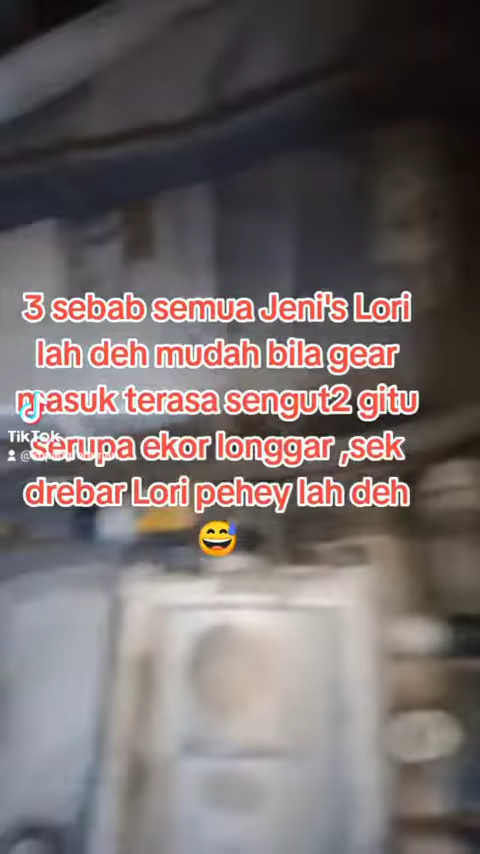 3 sebab semua Jeni's Lori
lah deh mudah bila gear
masuk terasa sengut2 gitu
serupa ekor longgar ,sek
drebar Lori pehey lah deh
😅
TikTok